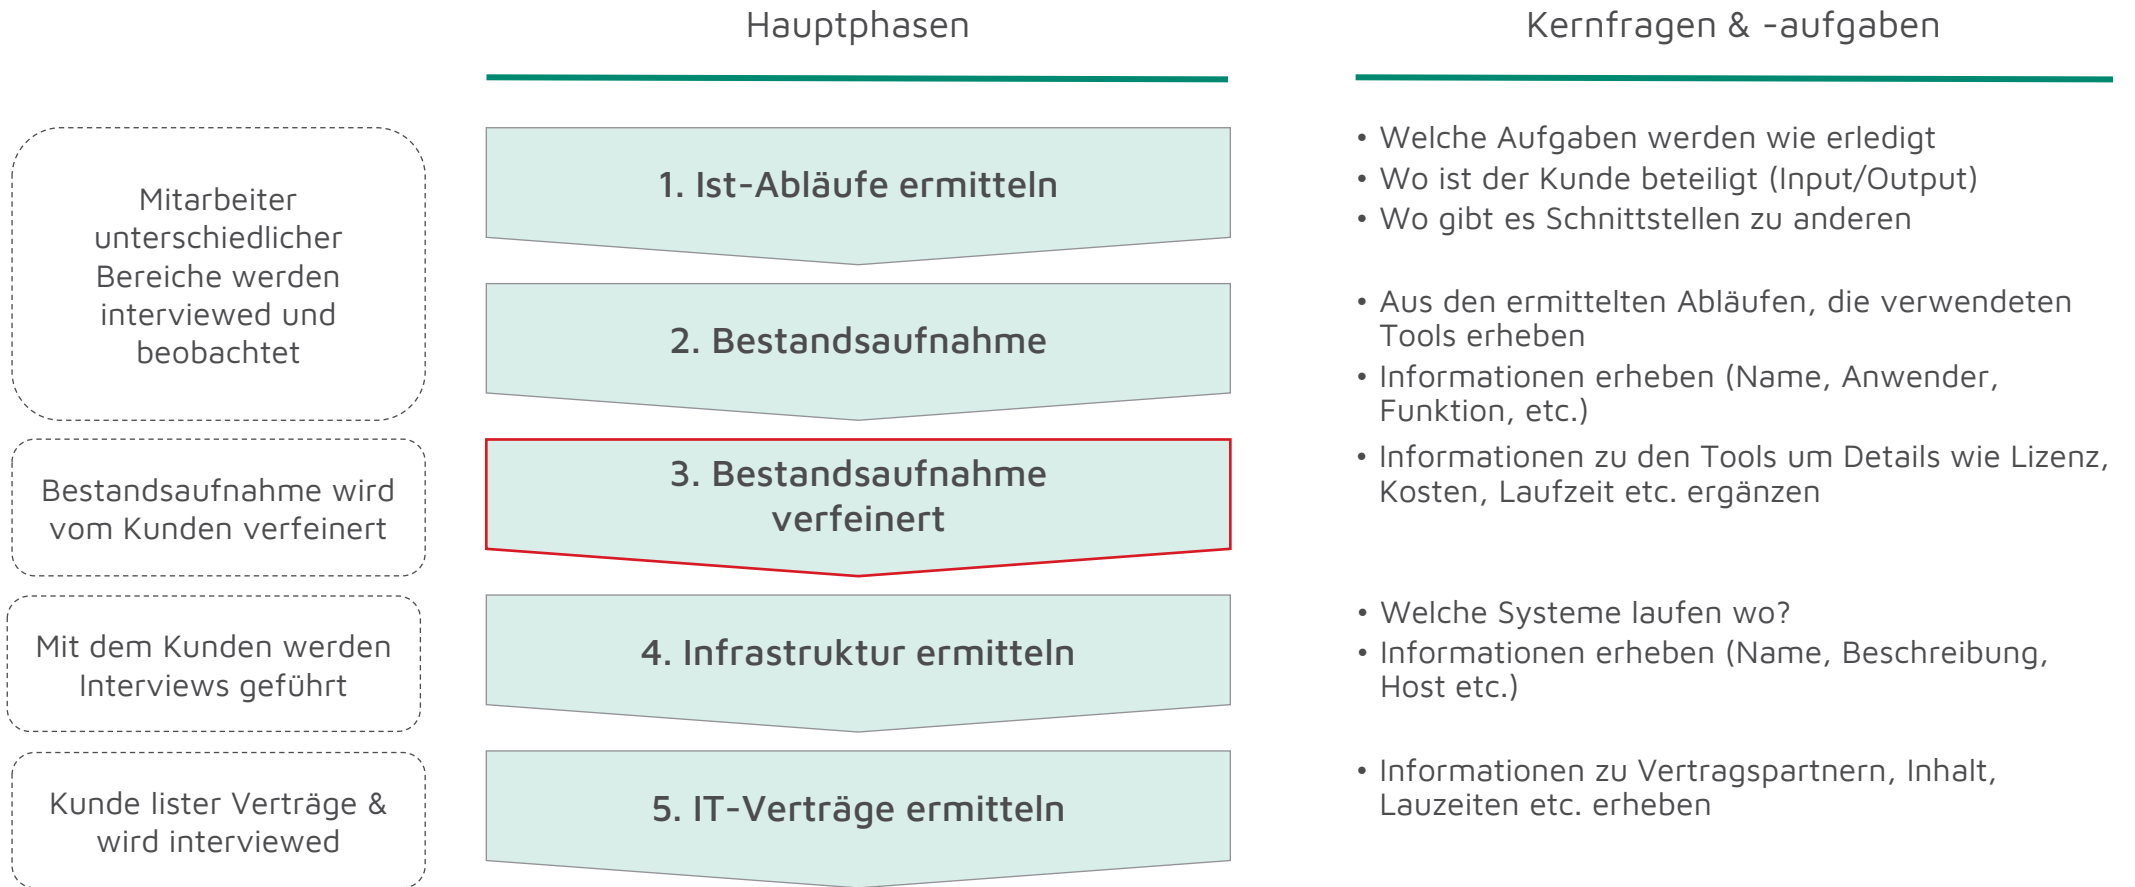 Hauptphasen
Kernfragen & -aufgaben
Mitarbeiter
unterschiedlicher
Bereiche werden
interviewed und
beobachtet
1. Ist-Abläufe ermitteln
• Welche Aufgaben werden wie erledigt
• Wo ist der Kunde beteiligt (Input/Output)
• Wo gibt es Schnittstellen zu anderen
2. Bestandsaufnahme
• Aus den ermittelten Abläufen, die verwendeten
Tools erheben
• Informationen erheben (Name, Anwender,
Funktion, etc.)
Bestandsaufnahme wird
vom Kunden verfeinert
3. Bestandsaufnahme
verfeinert
• Informationen zu den Tools um Details wie Lizenz,
Kosten, Laufzeit etc. ergänzen
Mit dem Kunden werden
Interviews geführt
4. Infrastruktur ermitteln
• Welche Systeme laufen wo?
• Informationen erheben (Name, Beschreibung,
Host etc.)
Kunde lister Verträge &
wird interviewed
5. IT-Verträge ermitteln
• Informationen zu Vertragspartnern, Inhalt,
Lauzeiten etc. erheben